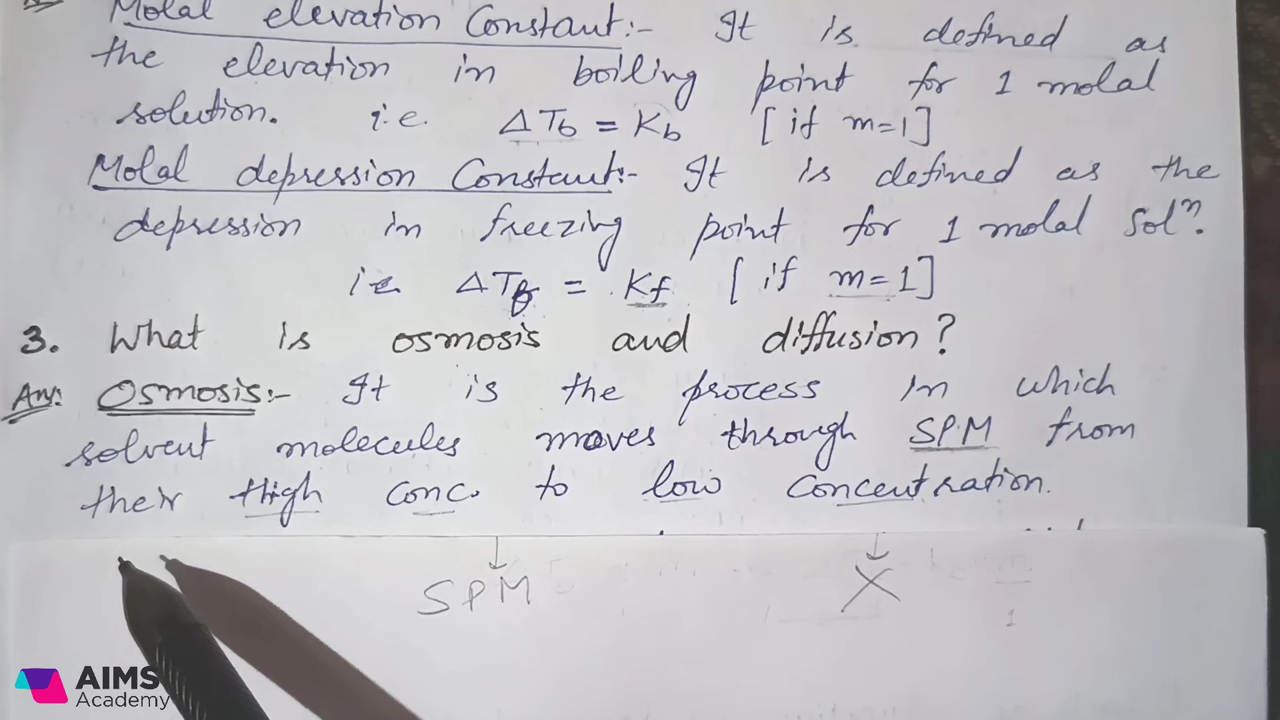 Molal elevation Constant:- It is defined as
the elevation in boiling point for 1 molal
solution. i.e. ΔTb = Kb [if m=1]
Molal depression Constant:- It is defined as the
depression in freezing point for 1 molal Solⁿ.
i.e ΔTf = Kf [if m=1]
3. What is osmosis and diffusion?
Ans: Osmosis:- It is the process in which
solvent molecules moves through SPM from
their High conc. to low concentration.
SPM X
AIMS
Academy